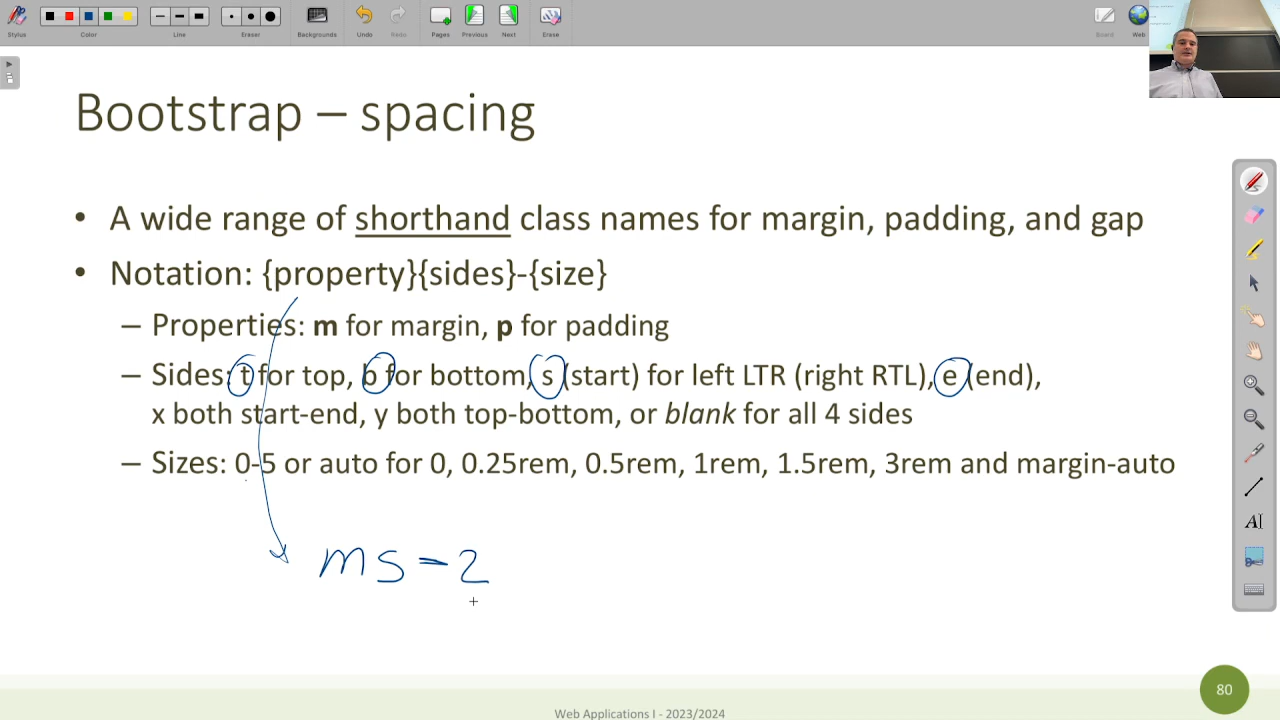 Stylus Color Line Eraser Backgrounds Undo Redo Pages Previous Next Erase Board Web
Bootstrap – spacing
• A wide range of shorthand class names for margin, padding, and gap
• Notation: {property}{sides}-{size}
– Properties: m for margin, p for padding
– Sides: t for top, b for bottom, s (start) for left LTR (right RTL), e (end),
x both start-end, y both top-bottom, or blank for all 4 sides
– Sizes: 0-5 or auto for 0, 0.25rem, 0.5rem, 1rem, 1.5rem, 3rem and margin-auto
ms-2
80
Web Applications I - 2023/2024